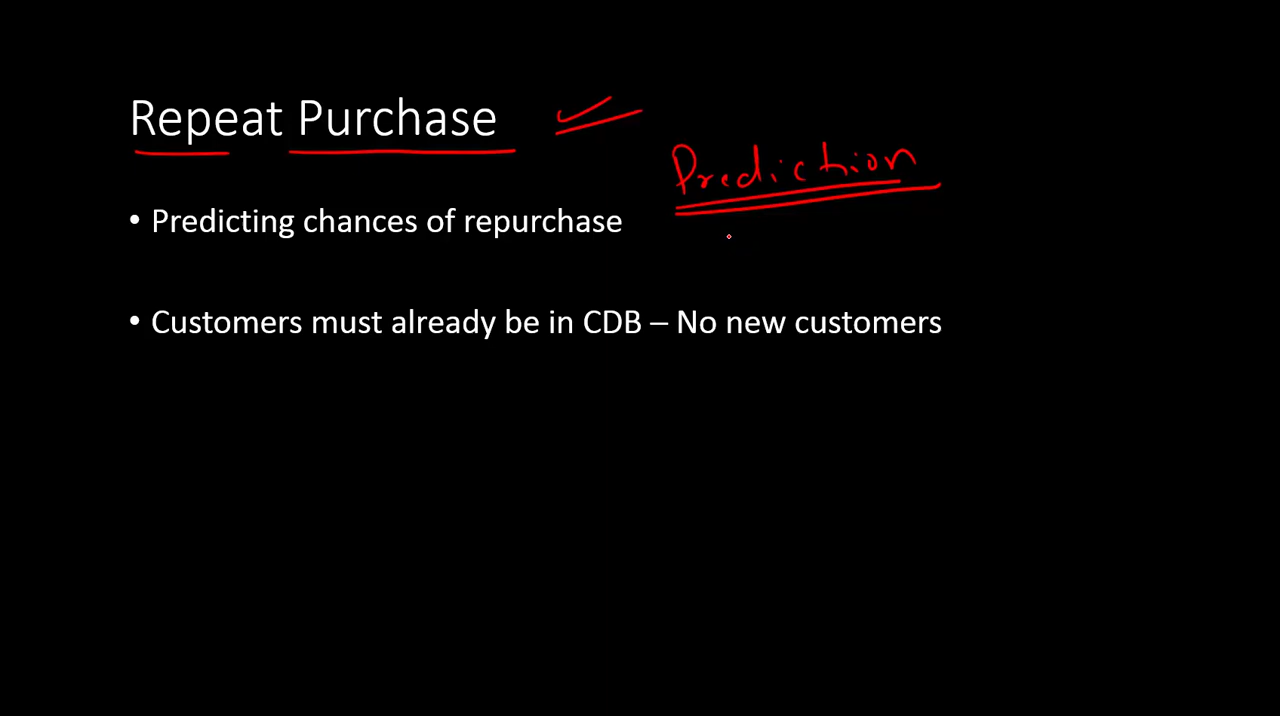 Repeat Purchase
Prediction
• Predicting chances of repurchase
• Customers must already be in CDB – No new customers